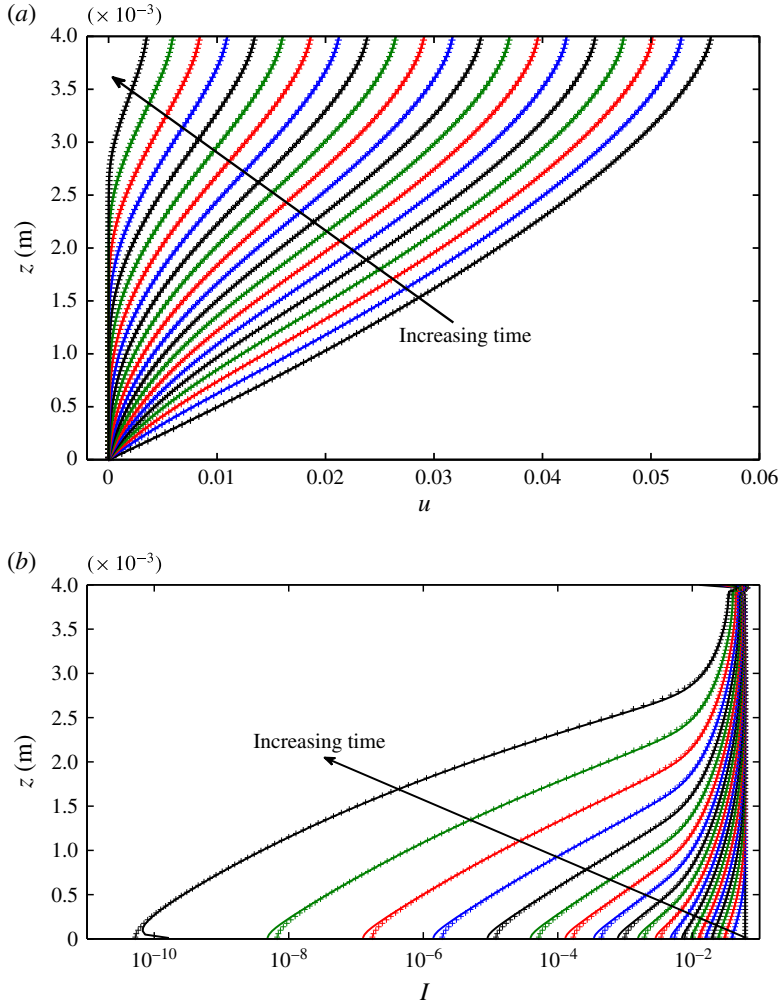 (a) (× 10⁻³)
4.0
3.5
3.0
2.5
2.0
1.5
1.0
0.5
0
z (m)
Increasing time
0 0.01 0.02 0.03 0.04 0.05 0.06
u
(b) (× 10⁻³)
4.0
3.5
3.0
2.5
2.0
1.5
1.0
0.5
0
z (m)
Increasing time
10⁻¹⁰ 10⁻⁸ 10⁻⁶ 10⁻⁴ 10⁻²
I